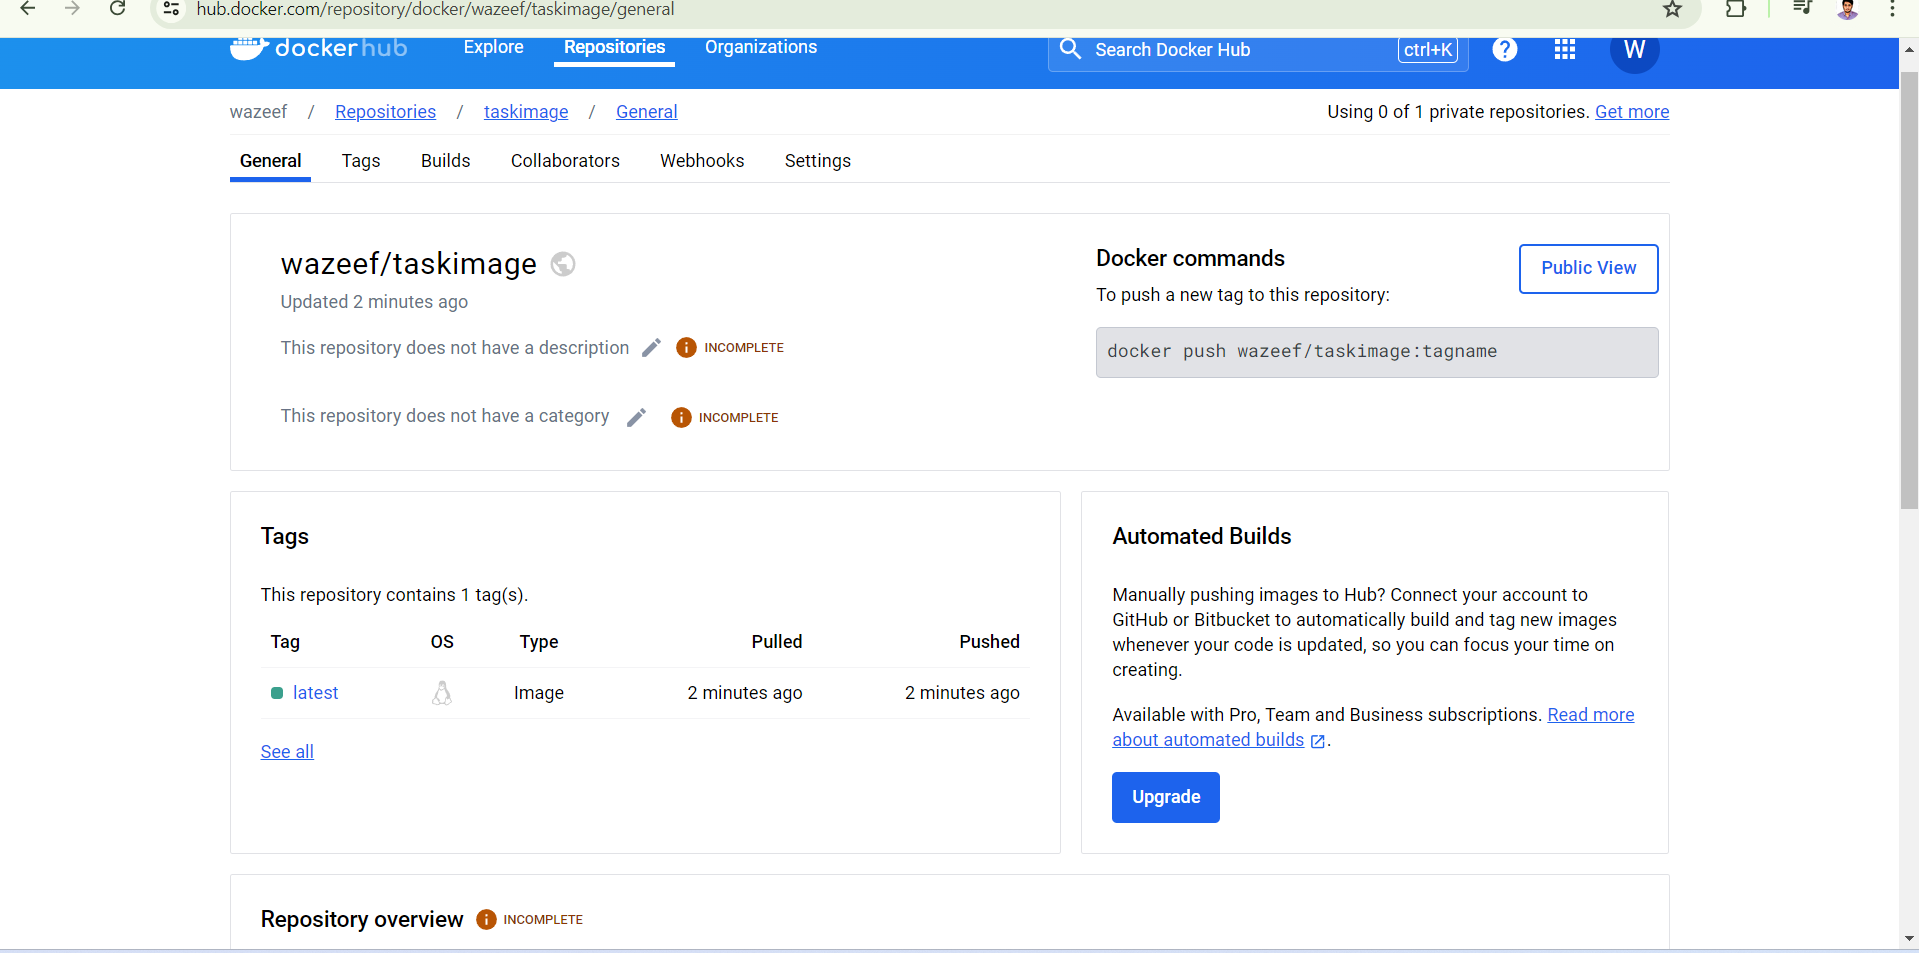 hub.docker.com/repository/docker/wazeef/taskimage/general
dockerhub Explore Repositories Organizations Search Docker Hub ctrl+K ? W
wazeef / Repositories / taskimage / General Using 0 of 1 private repositories. Get more
General Tags Builds Collaborators Webhooks Settings
wazeef/taskimage
Updated 2 minutes ago
This repository does not have a description INCOMPLETE
This repository does not have a category INCOMPLETE
Docker commands
Public View
To push a new tag to this repository:
docker push wazeef/taskimage:tagname
Tags
This repository contains 1 tag(s).
Tag OS Type Pulled Pushed
latest Image 2 minutes ago 2 minutes ago
See all
Automated Builds
Manually pushing images to Hub? Connect your account to
GitHub or Bitbucket to automatically build and tag new images
whenever your code is updated, so you can focus your time on
creating.
Available with Pro, Team and Business subscriptions. Read more
about automated builds .
Upgrade
Repository overview INCOMPLETE